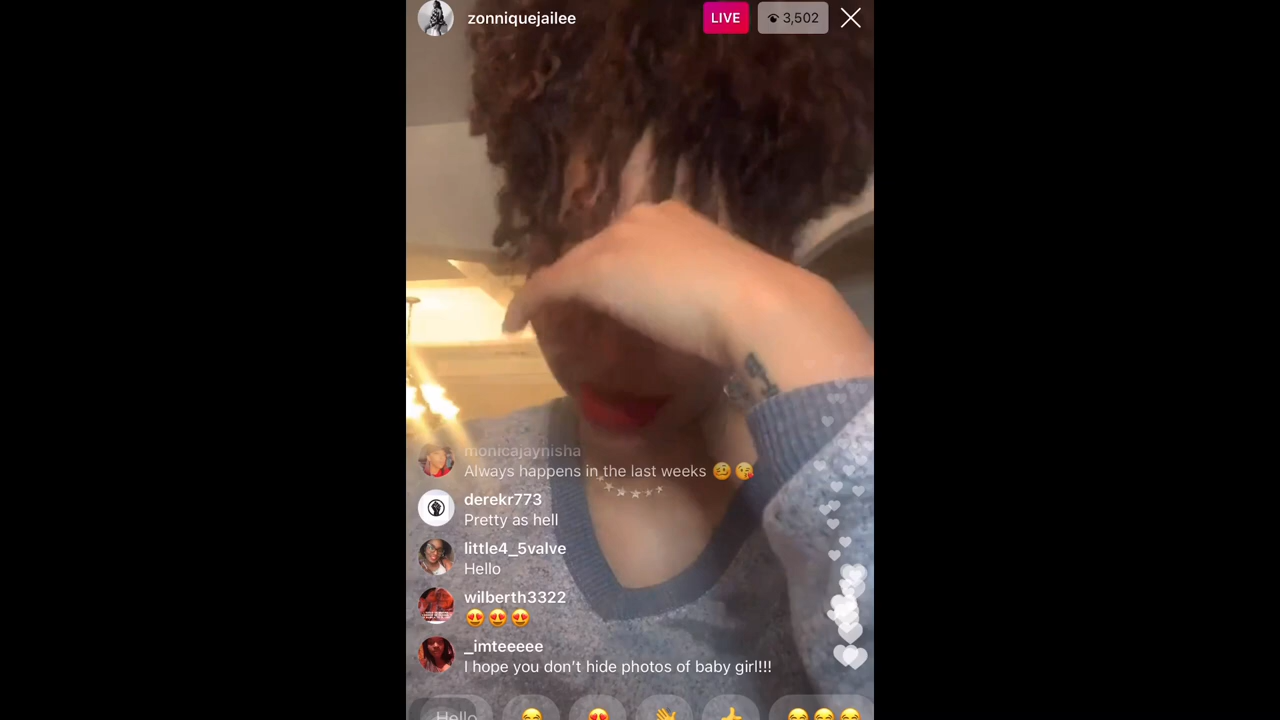 zonniquejailee
LIVE
3,502
monicajaynisha
Always happens in the last weeks 🤨 😘
derekr773
Pretty as hell
little4_5valve
Hello
wilberth3322
😍 😍 😍
_imteeeee
I hope you don’t hide photos of baby girl!!!
Hello